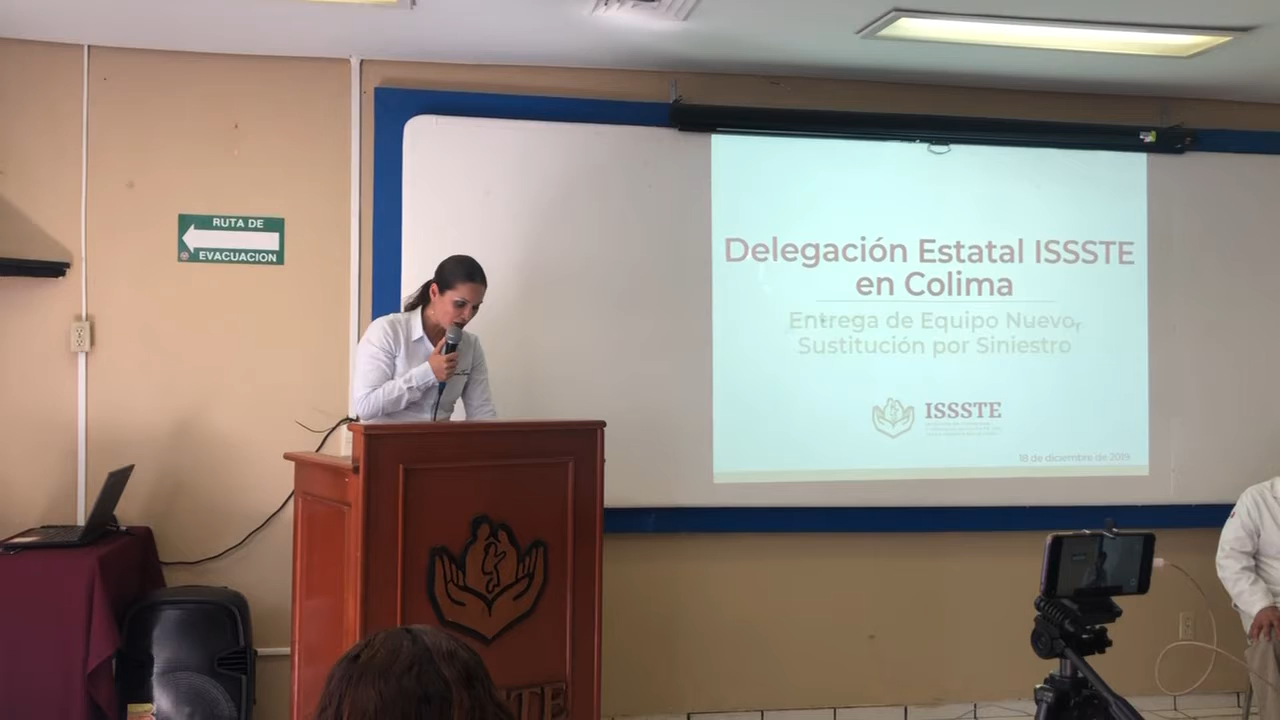 RUTA DE
EVACUACION
Delegación Estatal ISSSTE
en Colima
Entrega de Equipo Nuevo,
Sustitución por Siniestro
ISSSTE
18 de diciembre de 2019